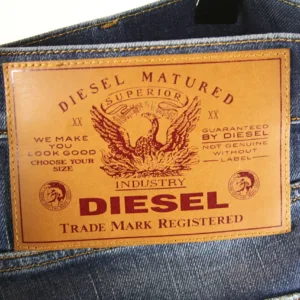 DIESEL MATURED
SUPERIOR
XX XX
WE MAKE
YOU
LOOK GOOD
CHOOSE YOUR
SIZE
GUARANTEED
BY DIESEL
NOT GENUINE
WITHOUT
LABEL
INDUSTRY
DIESEL
TRADE MARK REGISTERED